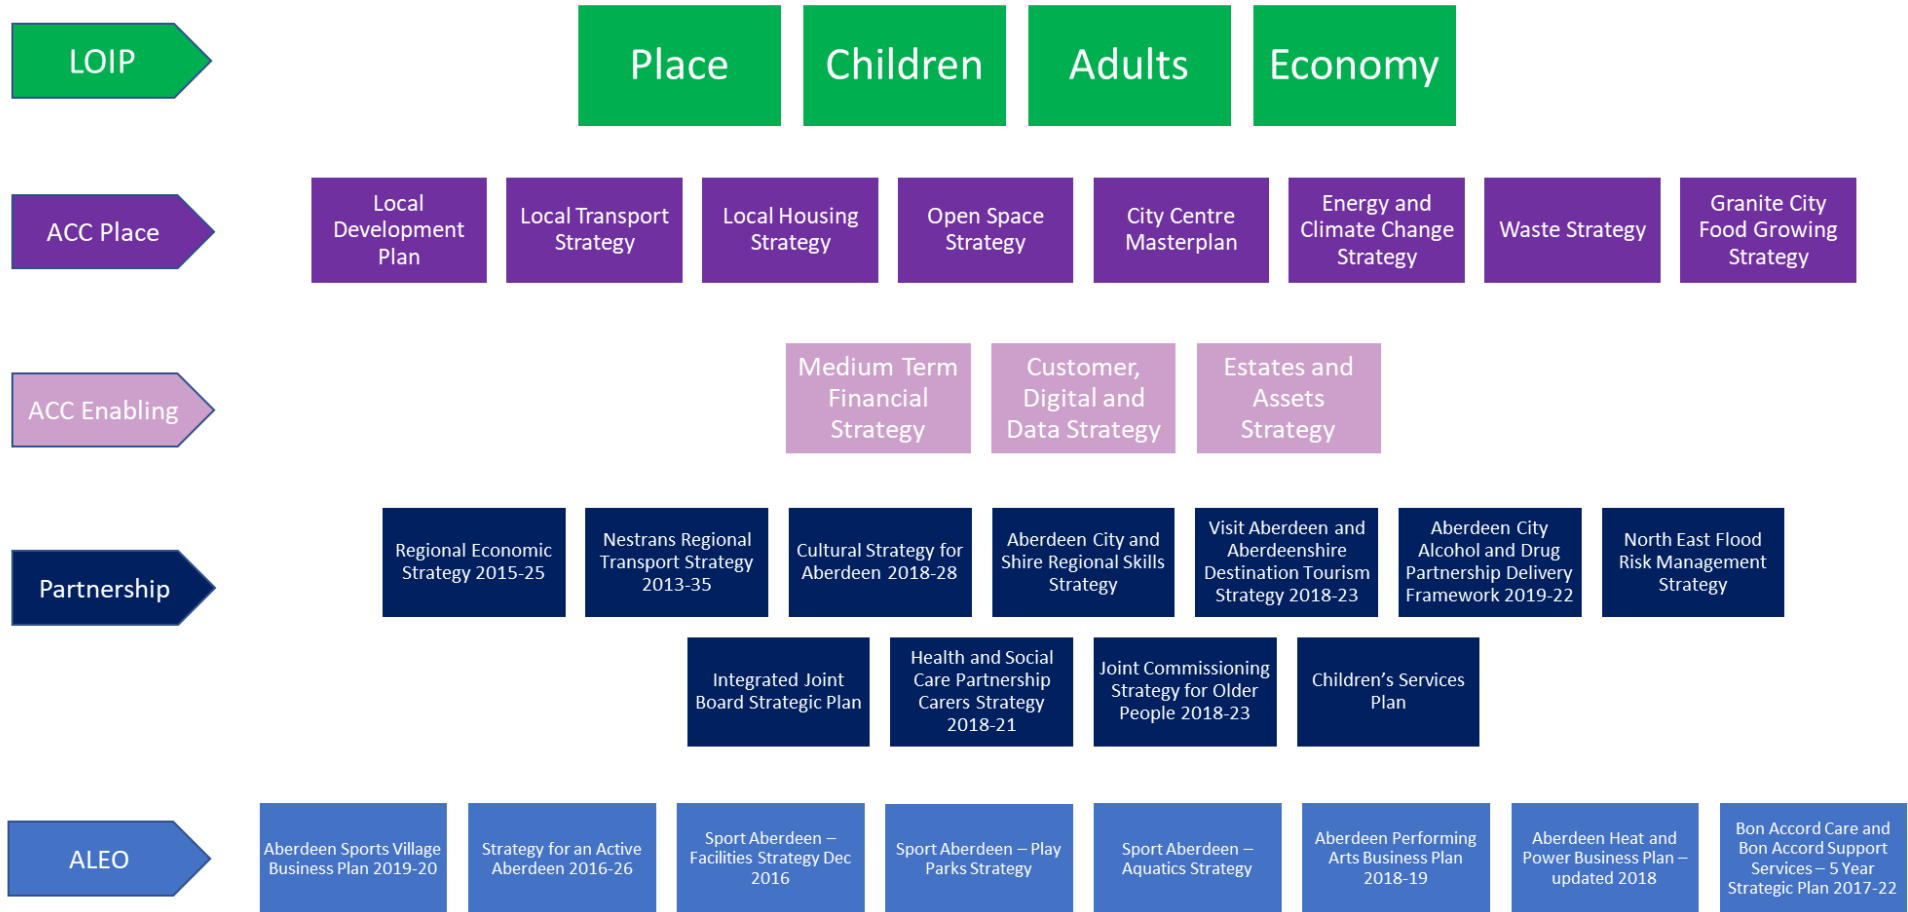 LOIP
Place
Children
Adults
Economy
ACC Place
Local
Development
Plan
Local Transport
Strategy
Local Housing
Strategy
Open Space
Strategy
City Centre
Masterplan
Energy and
Climate Change
Strategy
Waste Strategy
Granite City
Food Growing
Strategy
ACC Enabling
Medium Term
Financial
Strategy
Customer,
Digital and
Data Strategy
Estates and
Assets
Strategy
Partnership
Regional Economic
Strategy 2015-25
Nestrans Regional
Transport Strategy
2013-35
Cultural Strategy for
Aberdeen 2018-28
Aberdeen City and
Shire Regional Skills
Strategy
Visit Aberdeen and
Aberdeenshire
Destination Tourism
Strategy 2018-23
Aberdeen City
Alcohol and Drug
Partnership Delivery
Framework 2019-22
North East Flood
Risk Management
Strategy
Integrated Joint
Board Strategic Plan
Health and Social
Care Partnership
Carers Strategy
2018-21
Joint Commissioning
Strategy for Older
People 2018-23
Children’s Services
Plan
ALEO
Aberdeen Sports Village
Business Plan 2019-20
Strategy for an Active
Aberdeen 2016-26
Sport Aberdeen –
Facilities Strategy Dec
2016
Sport Aberdeen – Play
Parks Strategy
Sport Aberdeen –
Aquatics Strategy
Aberdeen Performing
Arts Business Plan
2018-19
Aberdeen Heat and
Power Business Plan –
updated 2018
Bon Accord Care and
Bon Accord Support
Services – 5 Year
Strategic Plan 2017-22